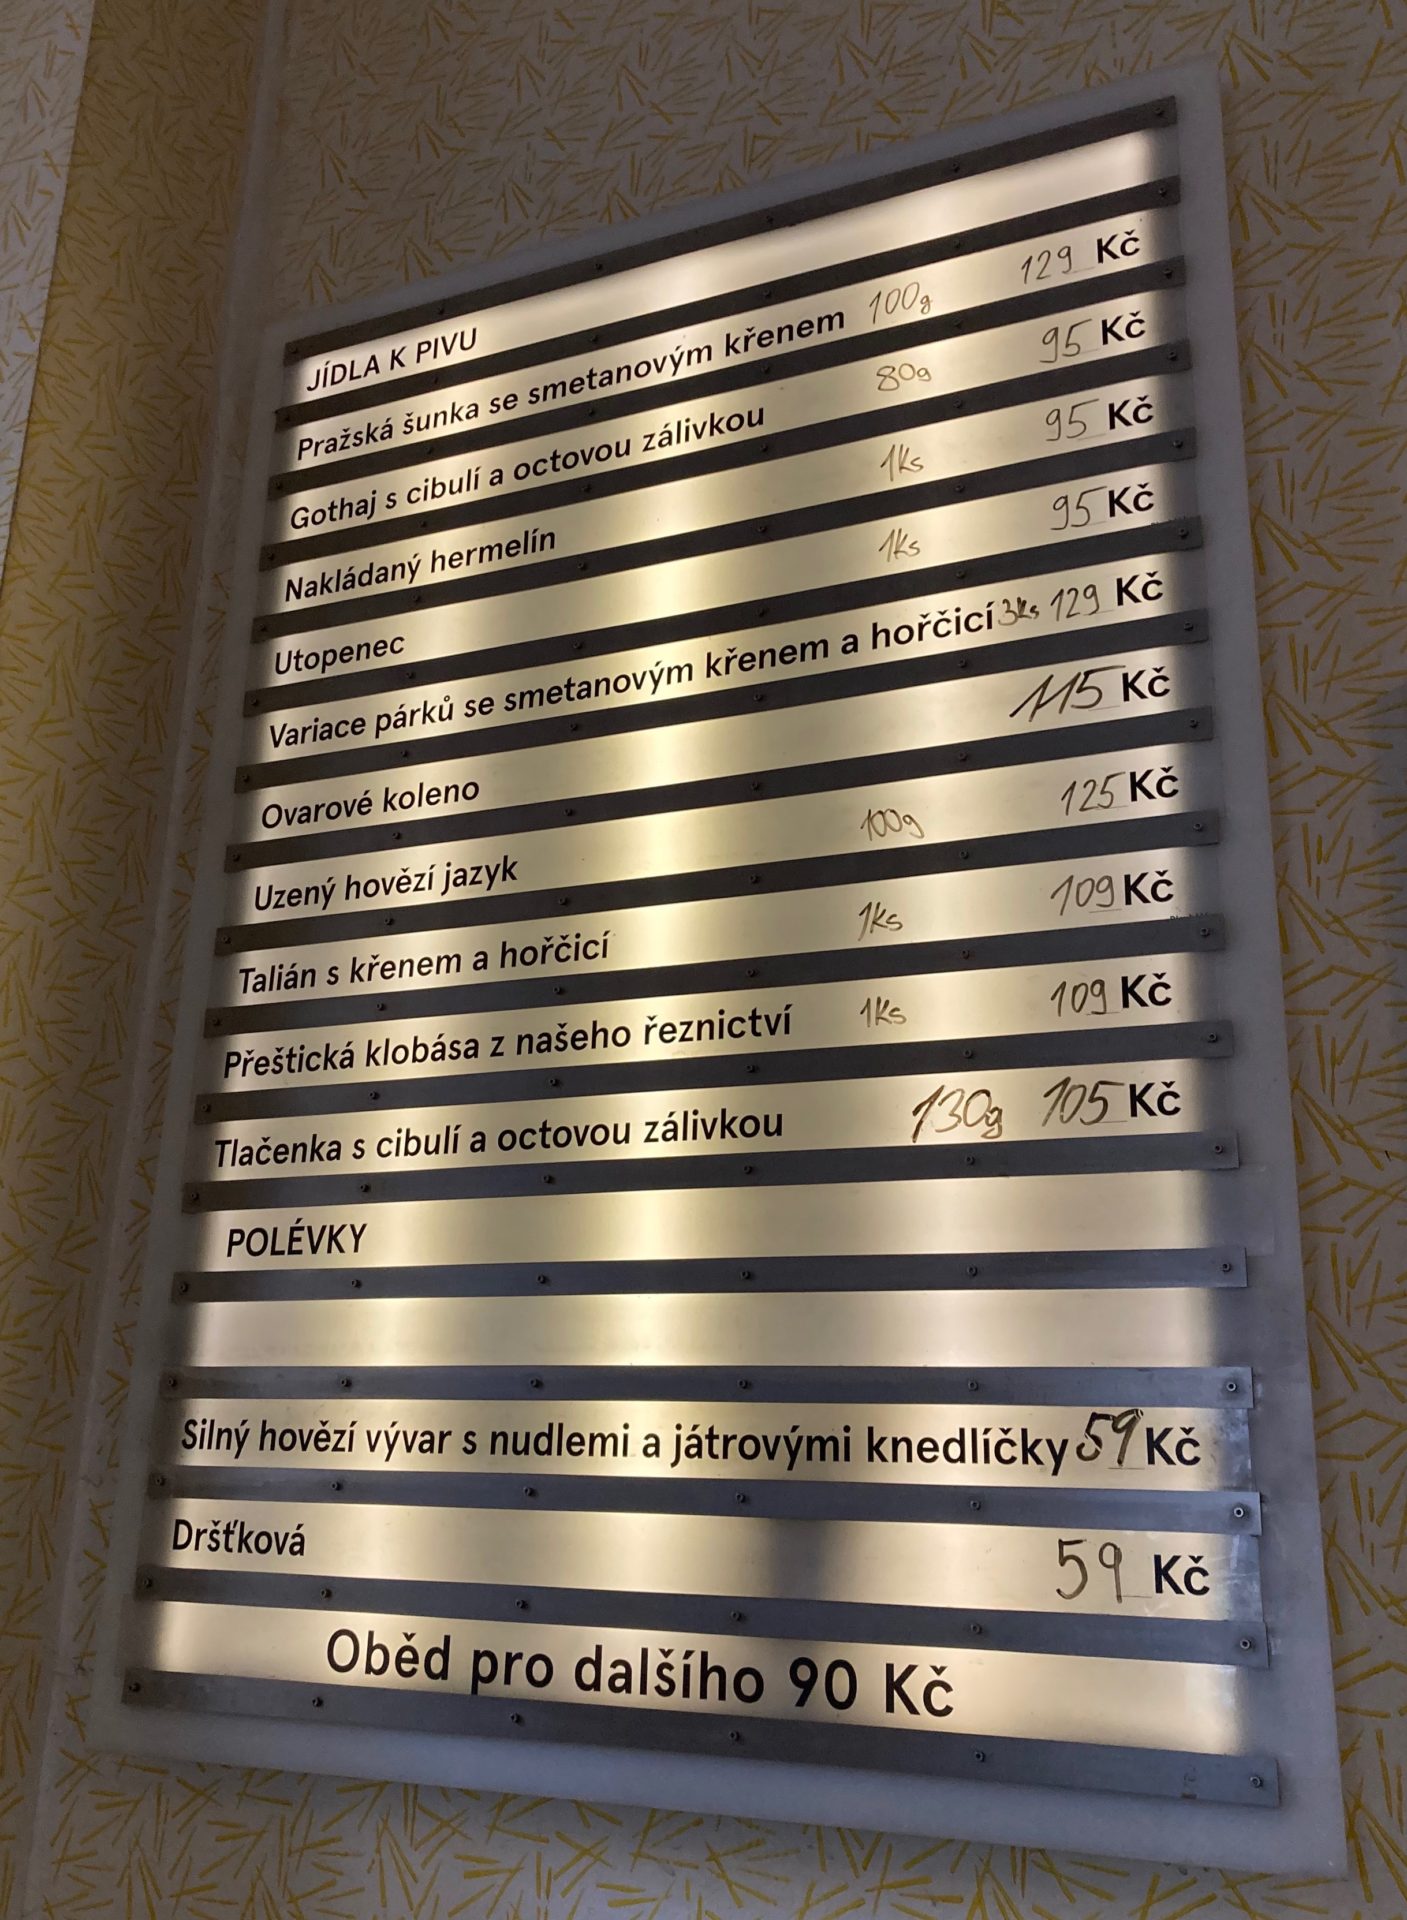 JÍDLA K PIVU
Pražská šunka se smetanovým křenem 100g 129 Kč
Gothaj s cibulí a octovou zálivkou 80g 95 Kč
Nakládaný hermelín 1ks 95 Kč
Utopenec 1ks 95 Kč
Variace párků se smetanovým křenem a hořčicí 3ks 129 Kč
Ovarové koleno 115 Kč
Uzený hovězí jazyk 100g 125 Kč
Talián s křenem a hořčicí 1ks 109 Kč
Přeštická klobása z našeho řeznictví 1ks 109 Kč
Tlačenka s cibulí a octovou zálivkou 130g 105 Kč
POLÉVKY
Silný hovězí vývar s nudlemi a játrovými knedlíčky 59 Kč
Dršťková 59 Kč
Oběd pro dalšího 90 Kč